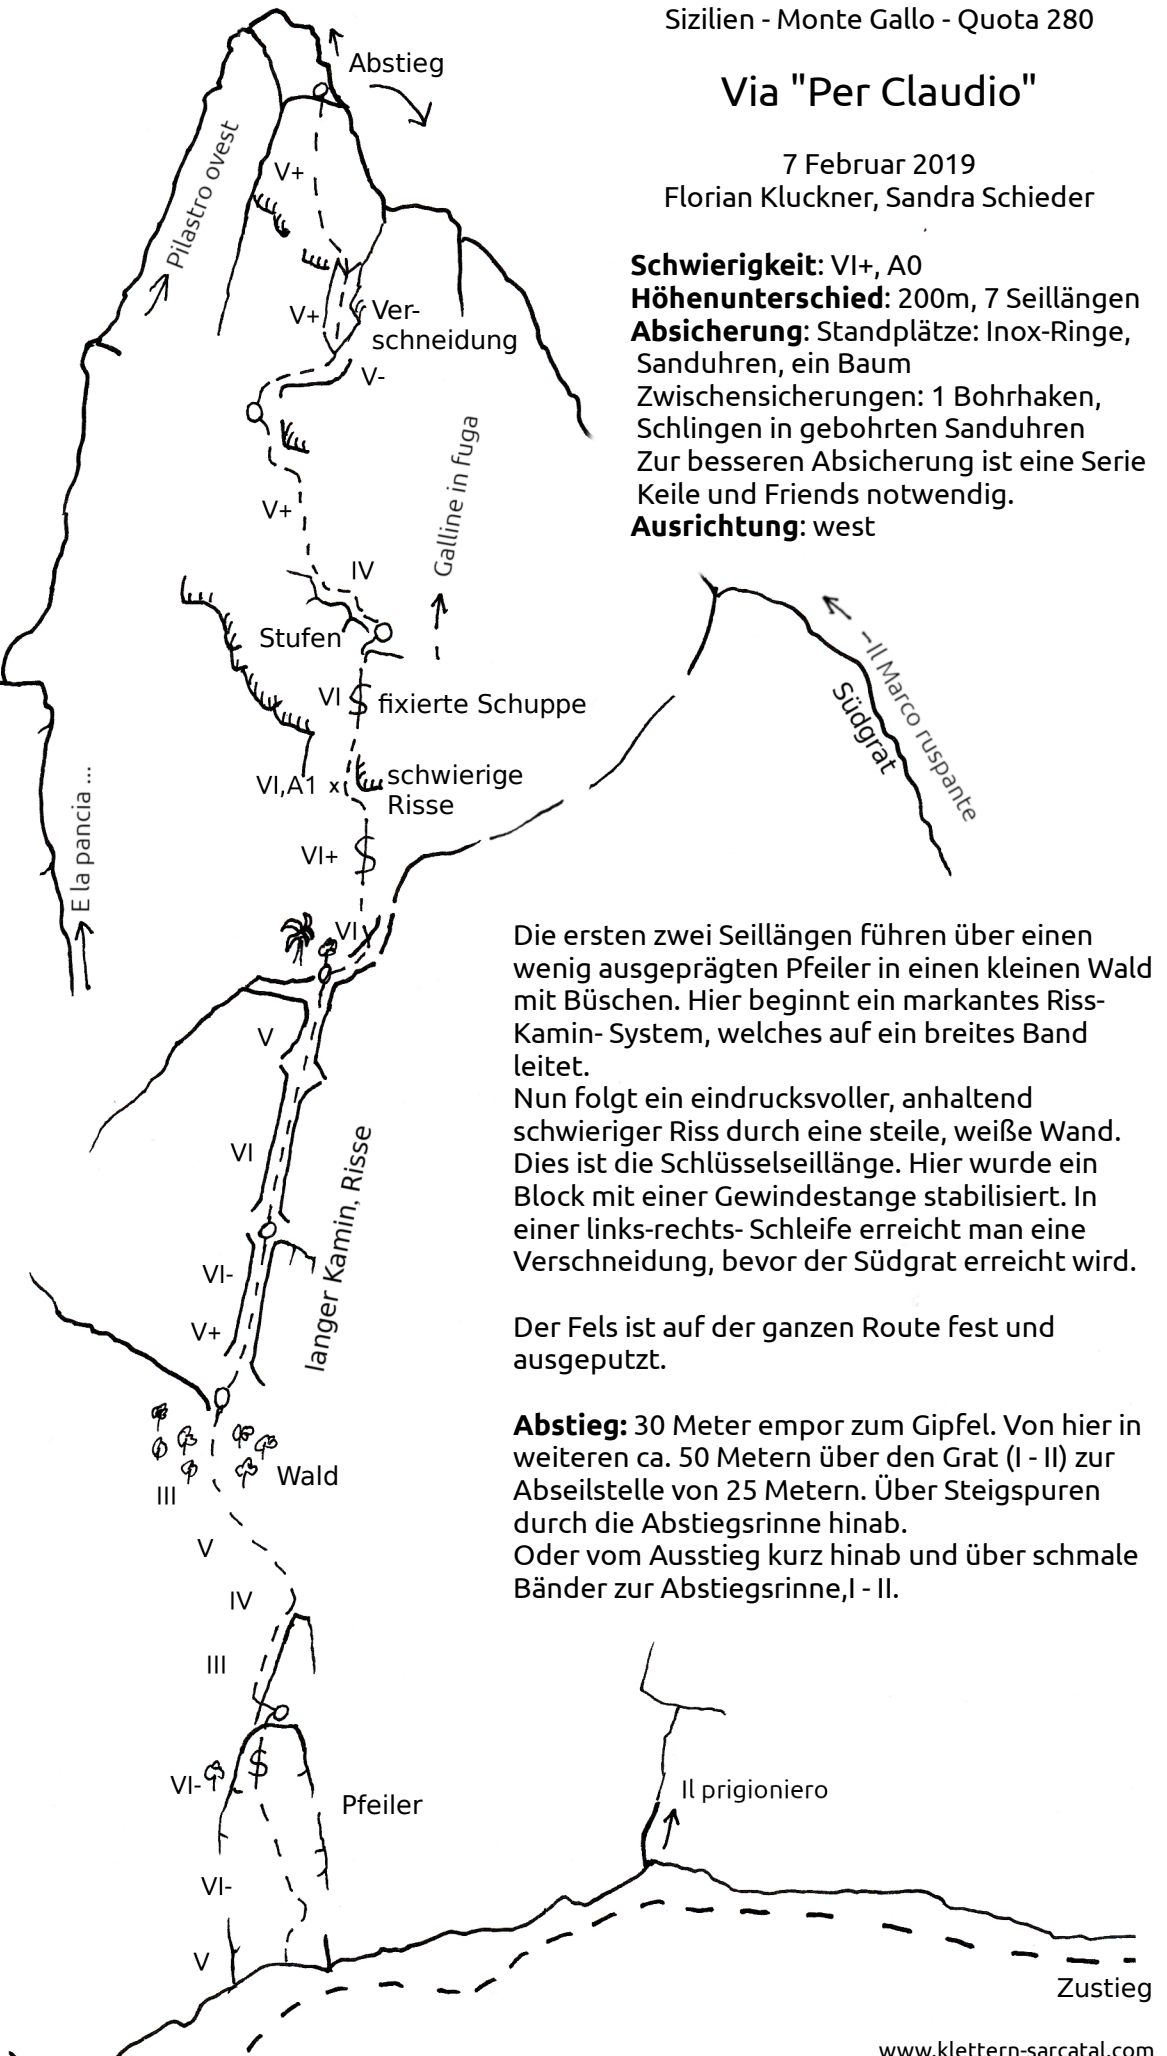 Sizilien - Monte Gallo - Quota 280
Via "Per Claudio"
7 Februar 2019
Florian Kluckner, Sandra Schieder
Schwierigkeit: VI+, A0
Höhenunterschied: 200m, 7 Seillängen
Absicherung: Standplätze: Inox-Ringe,
Sanduhren, ein Baum
Zwischensicherungen: 1 Bohrhaken,
Schlingen in gebohrten Sanduhren
Zur besseren Absicherung ist eine Serie
Keile und Friends notwendig.
Ausrichtung: west
Abstieg
Pilastro ovest
V+
V+
Ver-
schneidung
V-
V+
Galline in fuga
IV
Stufen
VI
fixierte Schuppe
VI,A1 x
schwierige
Risse
VI+
E la pancia ...
Il Marco ruspante
Südgrat
VI
Die ersten zwei Seillängen führen über einen
wenig ausgeprägten Pfeiler in einen kleinen Wald
mit Büschen. Hier beginnt ein markantes Riss-
Kamin- System, welches auf ein breites Band
leitet.
Nun folgt ein eindrucksvoller, anhaltend
schwieriger Riss durch eine steile, weiße Wand.
Dies ist die Schlüsselseillänge. Hier wurde ein
Block mit einer Gewindestange stabilisiert. In
einer links-rechts- Schleife erreicht man eine
Verschneidung, bevor der Südgrat erreicht wird.
Der Fels ist auf der ganzen Route fest und
ausgeputzt.
Abstieg: 30 Meter empor zum Gipfel. Von hier in
weiteren ca. 50 Metern über den Grat (I - II) zur
Abseilstelle von 25 Metern. Über Steigspuren
durch die Abstiegsrinne hinab.
Oder vom Ausstieg kurz hinab und über schmale
Bänder zur Abstiegsrinne,I - II.
V
VI
langer Kamin, Risse
VI-
V+
Wald
III
V
IV
III
VI-
Pfeiler
VI-
V
Il prigioniero
Zustieg
www.klettern-sarcatal.com